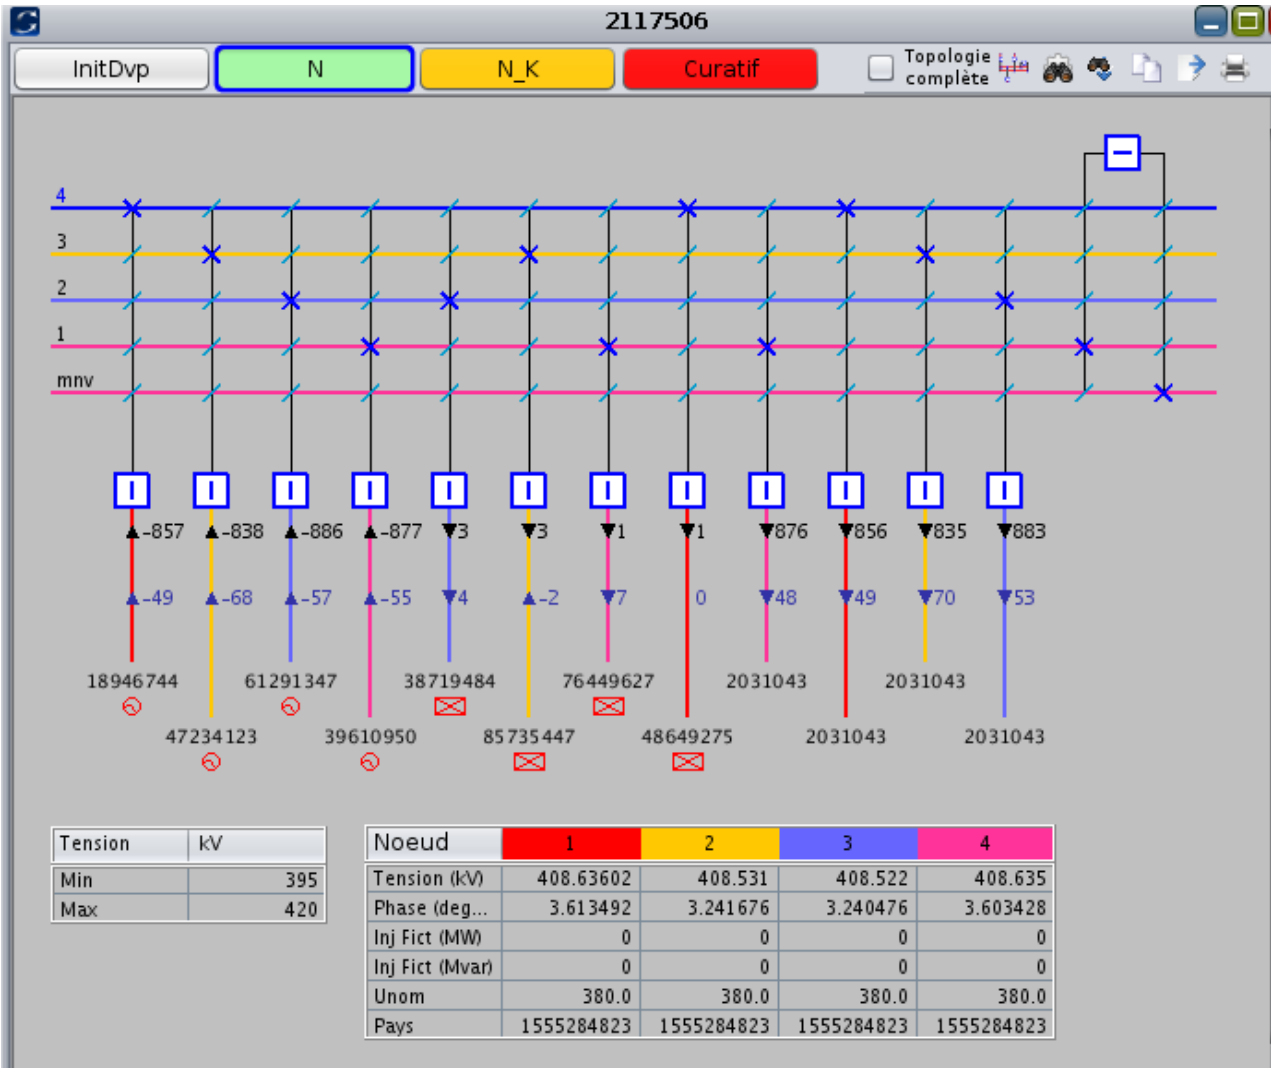 2117506
InitDvp N N_K Curatif Topologie
complète
4
3
2
1
mnv
-857 -838 -886 -877 3 3 1 1 876 856 835 883
-49 -68 -57 -55 4 -2 7 0 48 49 70 53
18946744 61291347 38719484 76449627 2031043 2031043
47234123 39610950 85735447 48649275 2031043 2031043
Tension kV
Min 395
Max 420
Noeud 1 2 3 4
Tension (kV) 408.63602 408.531 408.522 408.635
Phase (deg... 3.613492 3.241676 3.240476 3.603428
Inj Fict (MW) 0 0 0 0
Inj Fict (Mvar) 0 0 0 0
Unom 380.0 380.0 380.0 380.0
Pays 1555284823 1555284823 1555284823 1555284823